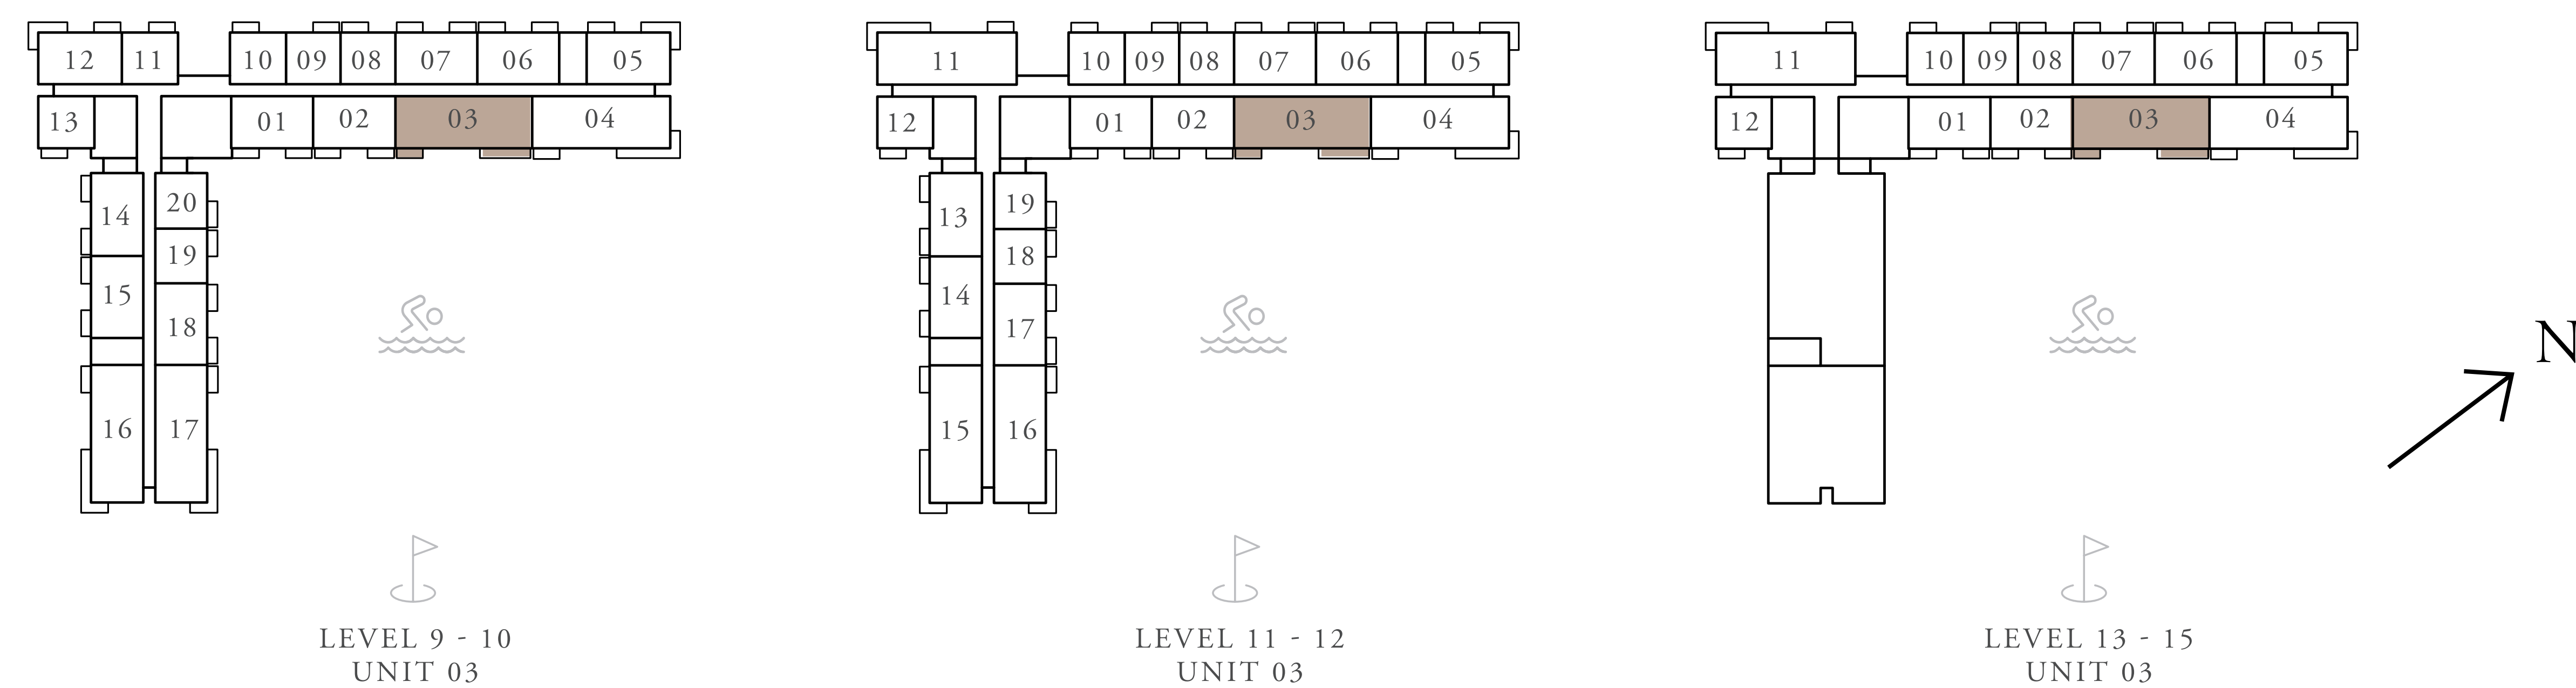 12 11 10 09 08 07 06 05
13 01 02 03 04
14 20
19
15
18
16 17
LEVEL 9 - 10
UNIT 03
11 10 09 08 07 06 05
12 01 02 03 04
13 19
18
14
17
15 16
LEVEL 11 - 12
UNIT 03
11 10 09 08 07 06 05
12 01 02 03 04
LEVEL 13 - 15
UNIT 03
N